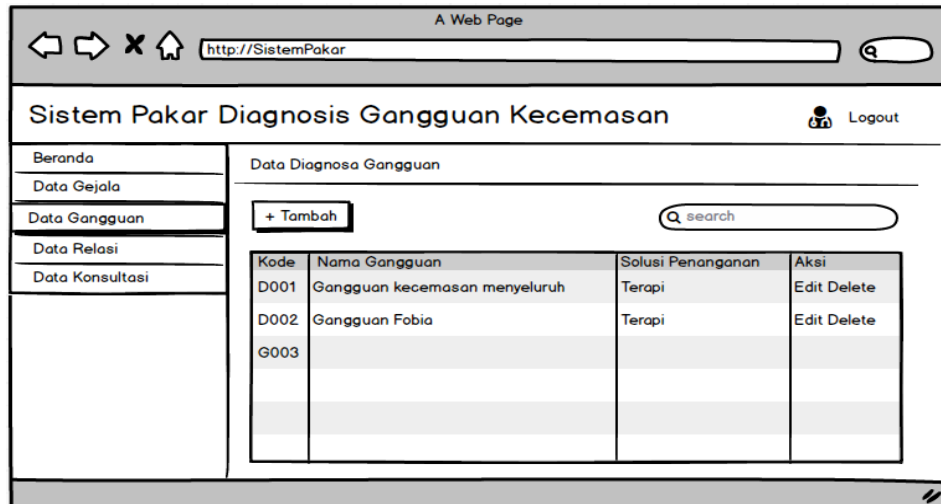 A Web Page
http://SistemPakar
Sistem Pakar Diagnosis Gangguan Kecemasan
Logout
Beranda
Data Gejala
Data Gangguan
Data Relasi
Data Konsultasi
Data Diagnosa Gangguan
+ Tambah
search
Kode Nama Gangguan Solusi Penanganan Aksi
D001 Gangguan kecemasan menyeluruh Terapi Edit Delete
D002 Gangguan Fobia Terapi Edit Delete
G003